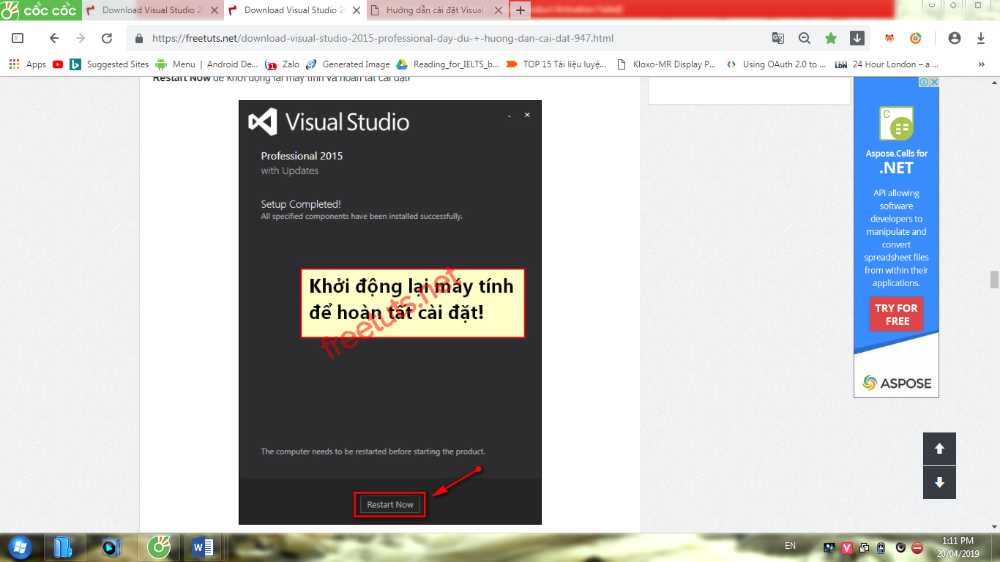 cốc cốc
Download Visual Studio 2
Download Visual Studio 2
Hướng dẫn cài đặt Visual
https://freetuts.net/download-visual-studio-2015-professional-day-du-+-huong-dan-cai-dat-947.html
Apps
Suggested Sites
Menu | Android De...
Zalo
Generated Image
Reading_for_IELTS_b...
TOP 15 Tài liệu luyệ...
Kloxo-MR Display P...
Using OAuth 2.0 to ...
LDN
24 Hour London – a ...
»
Restart Now để khởi động lại máy tính và hoàn tất cài đặt!
Visual Studio
Professional 2015
with Updates
Setup Completed!
All specified components have been installed successfully.
Khởi động lại máy tính
để hoàn tất cài đặt!
freetuts.net
The computer needs to be restarted before starting the product.
Restart Now
C
Aspose.Cells for
.NET
API allowing
software
developers to
manipulate and
convert
spreadsheet files
from within their
applications.
TRY FOR
FREE
ASPOSE
EN
1:11 PM
20/04/2019